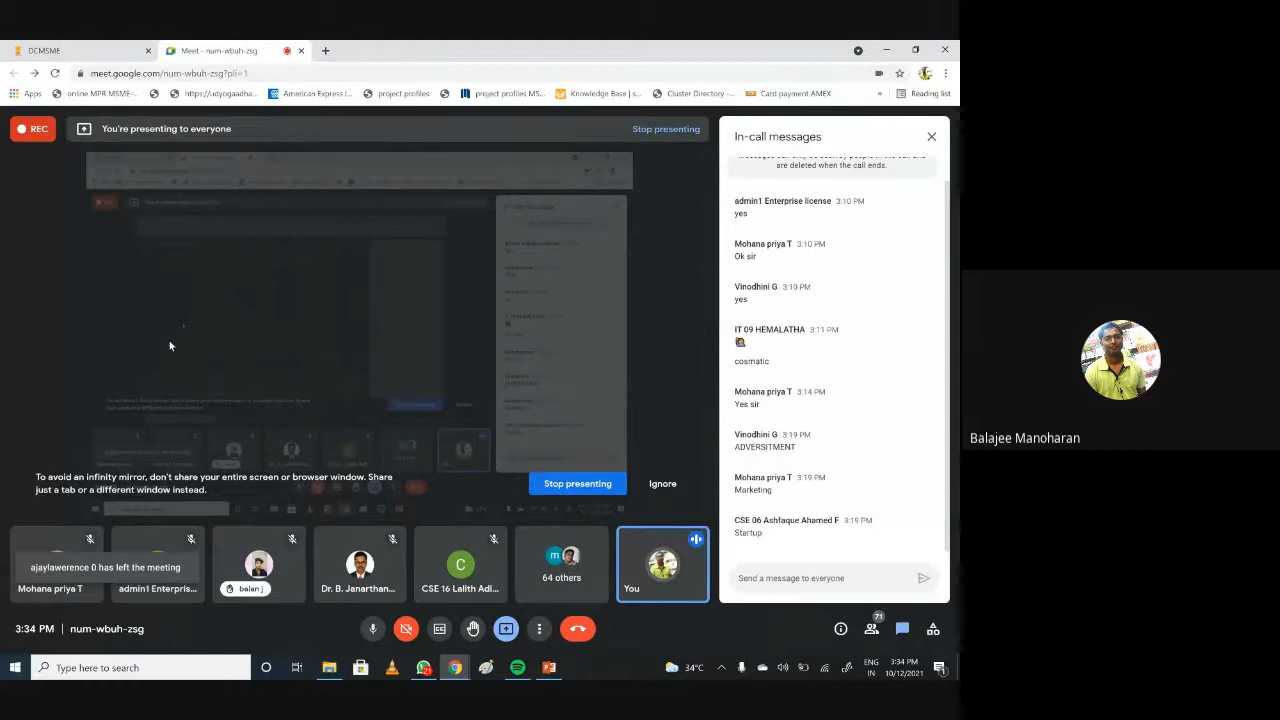 DCMSME
Meet - num-wbuh-zsg
meet.google.com/num-wbuh-zsg?pli=1
Apps
online MPR MSME-...
https://udyogaadha...
American Express I...
project profiles
project profiles MS...
Knowledge Base | s...
Cluster Directory -...
Card payment AMEX
»
Reading list
REC
You're presenting to everyone
Stop presenting
In-call messages
are deleted when the call ends.
admin1 Enterprise license 3:10 PM
yes
Mohana priya T 3:10 PM
Ok sir
Vinodhini G 3:10 PM
yes
IT 09 HEMALATHA 3:11 PM
cosmatic
Mohana priya T 3:14 PM
Yes sir
Vinodhini G 3:19 PM
ADVERSITMENT
Mohana priya T 3:19 PM
Marketing
CSE 06 Ashfaque Ahamed F 3:19 PM
Startup
Send a message to everyone
To avoid an infinity mirror, don't share your entire screen or browser window. Share
just a tab or a different window instead.
Stop presenting
Ignore
ajaylawerence 0 has left the meeting
Mohana priya T
admin1 Enterpris...
balan j
Dr. B. Janarthan...
C
CSE 16 Lalith Adi...
m
64 others
You
3:34 PM | num-wbuh-zsg
71
Type here to search
21
34°C
ENG
IN
3:34 PM
10/12/2021
1
Balajee Manoharan